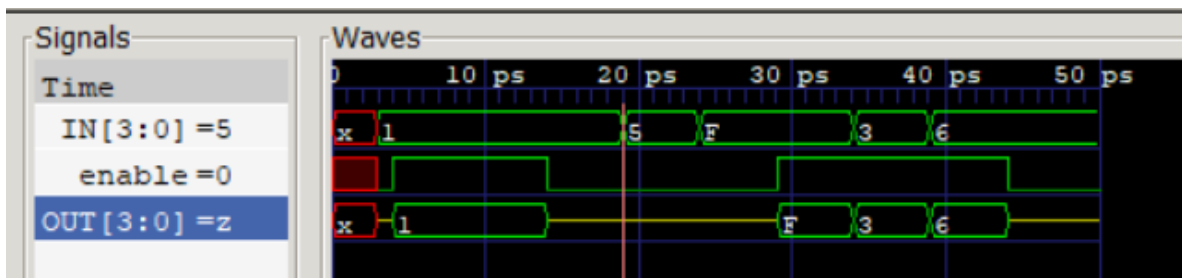 Signals
Waves
Time
0 10 ps 20 ps 30 ps 40 ps 50 ps
IN[3:0] =5
x 1 5 F 3 6
enable =0
OUT[3:0] =z
x 1 F 3 6